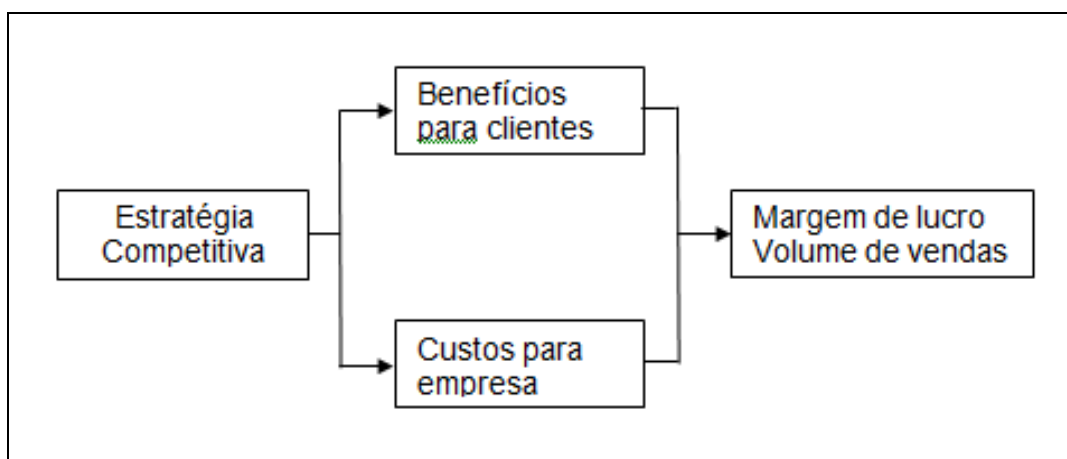 Benefícios
para clientes
Estratégia
Competitiva
Margem de lucro
Volume de vendas
Custos para
empresa